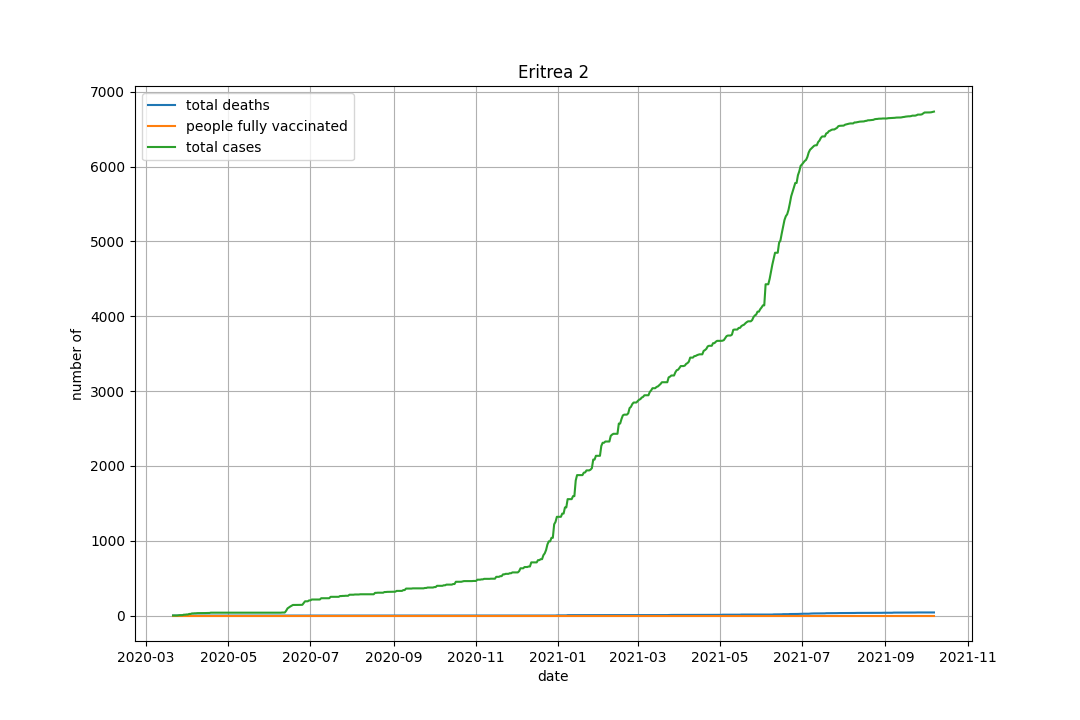 Eritrea 2
total deaths
people fully vaccinated
total cases
7000
6000
5000
4000
3000
2000
1000
0
number of
2020-03 2020-05 2020-07 2020-09 2020-11 2021-01 2021-03 2021-05 2021-07 2021-09 2021-11
date